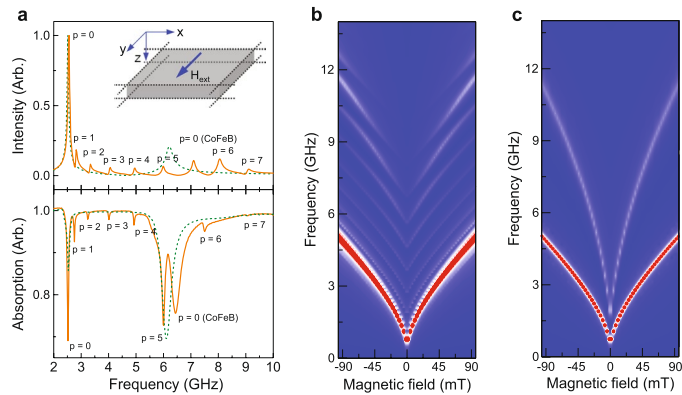 a
Intensity (Arb.)
1.0
0.5
0.0
p = 0
x
y
z
Hext
p = 1
p = 2
p = 3
p = 4
p = 5
p = 0 (CoFeB)
p = 6
p = 7
Absorption (Arb.)
1.0
0.8
p = 1
p = 2
p = 3
p = 4
p = 6
p = 7
p = 0 (CoFeB)
p = 5
p = 0
2 3 4 5 6 7 8 9 10
Frequency (GHz)
b
Frequency (GHz)
12
9
6
3
0
-90 -45 0 45 90
Magnetic field (mT)
c
Frequency (GHz)
12
9
6
3
0
-90 -45 0 45 90
Magnetic field (mT)